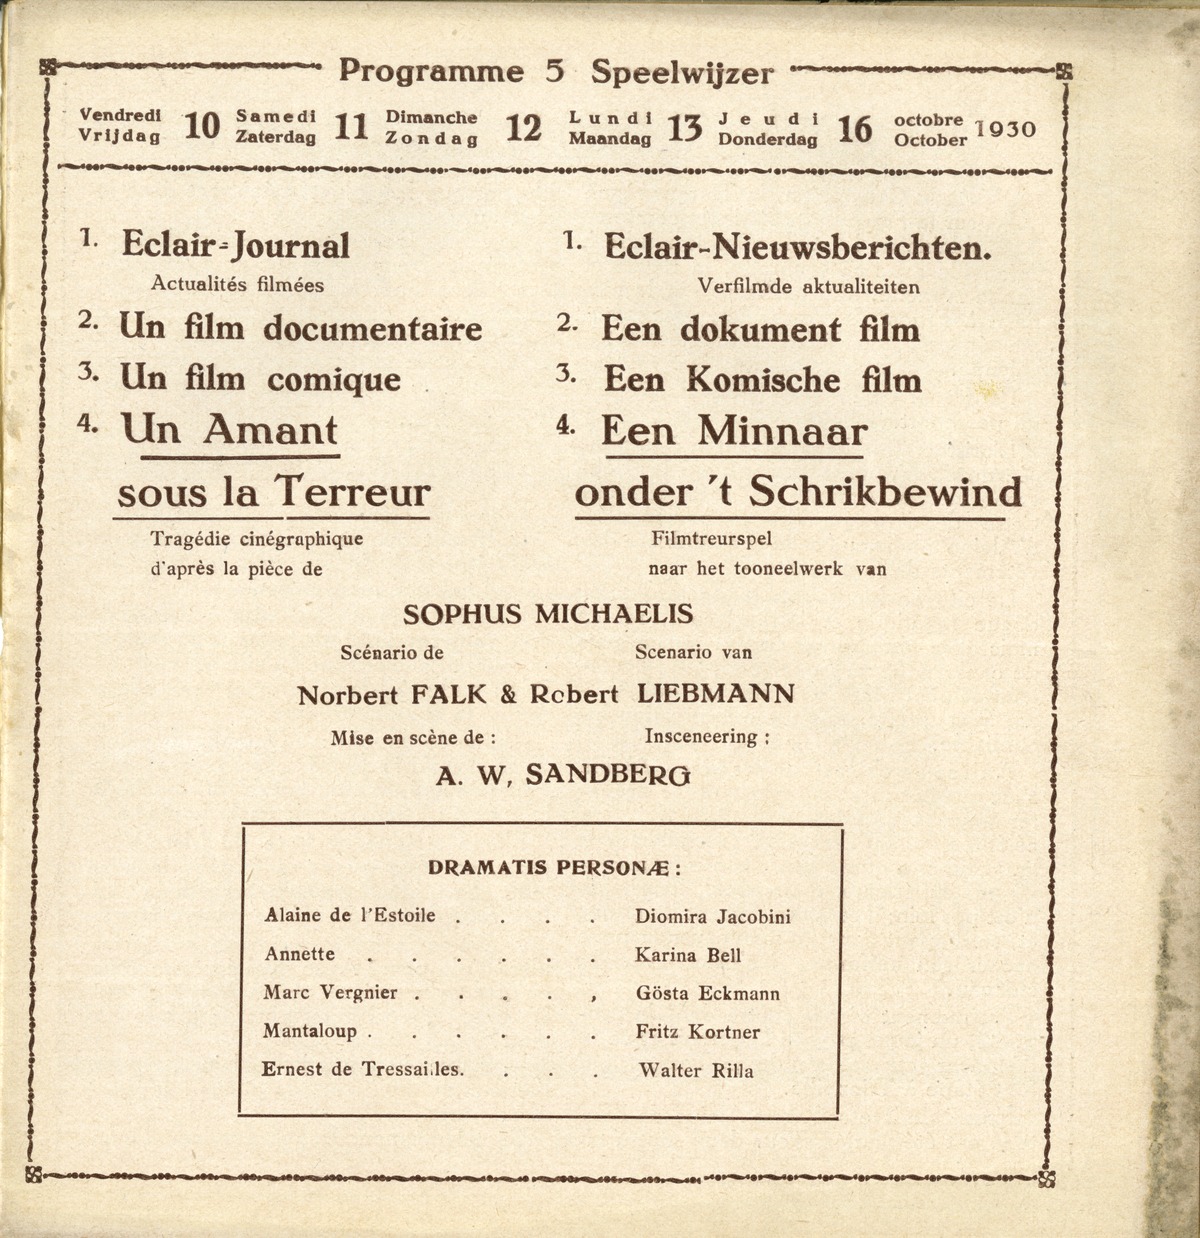 Programme 5 Speelwijzer
Vendredi 10 Samedi 11 Dimanche 12 Lundi 13 Jeudi 16 octobre 1930
Vrijdag Zaterdag Zondag Maandag Donderdag October
1. Eclair-Journal
Actualités filmées
2. Un film documentaire
3. Un film comique
4. Un Amant
sous la Terreur
Tragédie cinégraphique
d'après la pièce de
1. Eclair-Nieuwsberichten.
Verfilmde aktualiteiten
2. Een dokument film
3. Een Komische film
4. Een Minnaar
onder 't Schrikbewind
Filmtreurspel
naar het tooneelwerk van
SOPHUS MICHAELIS
Scénario de Scenario van
Norbert FALK & Robert LIEBMANN
Mise en scène de : Insceneering :
A. W, SANDBERG
DRAMATIS PERSONÆ :
Alaine de l'Estoile . . . . Diomira Jacobini
Annette . . . . . . Karina Bell
Marc Vergnier . . . . , Gösta Eckmann
Mantaloup . . . . . . Fritz Kortner
Ernest de Tressailles. . . . Walter Rilla